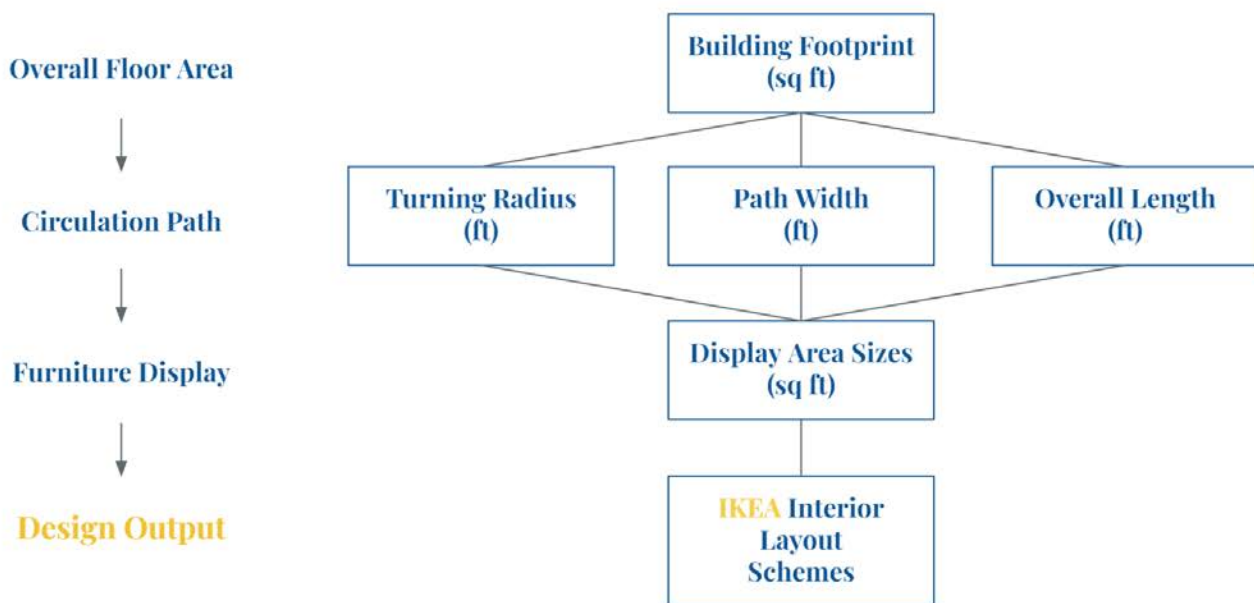 Overall Floor Area
Building Footprint
(sq ft)
Circulation Path
Turning Radius
(ft)
Path Width
(ft)
Overall Length
(ft)
Furniture Display
Display Area Sizes
(sq ft)
Design Output
IKEA Interior
Layout
Schemes